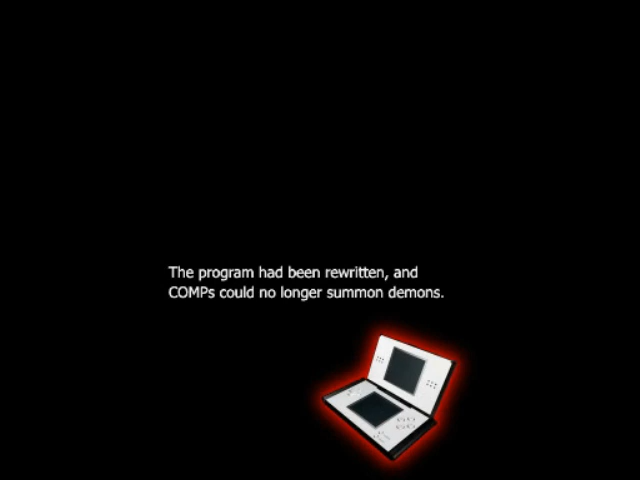 The program had been rewritten, and
COMPs could no longer summon demons.